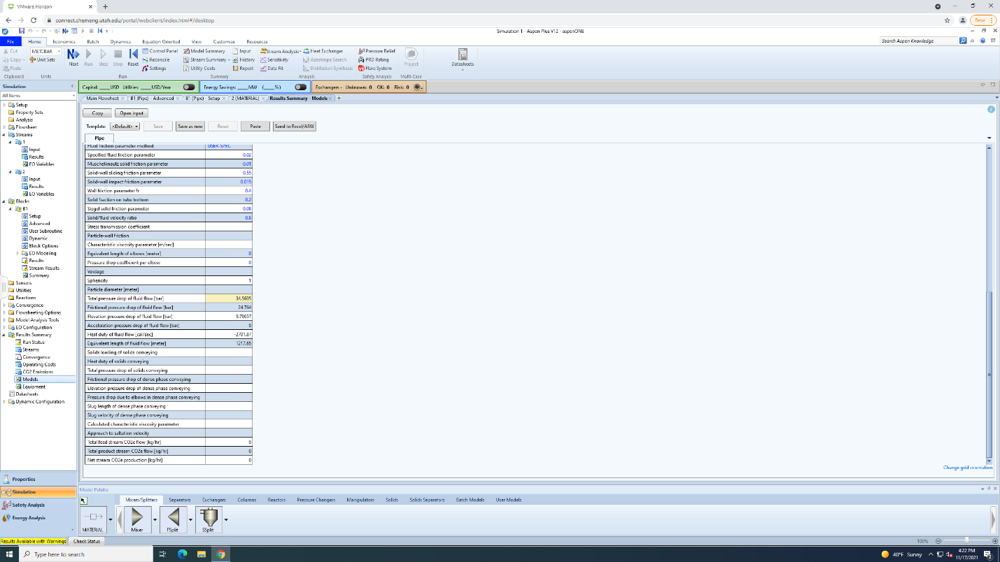 VMware Horizon
connect.chemeng.utah.edu/portal/webclient/index.html#/desktop
Error
Simulation 1 - Aspen Plus V12 - aspenONE
File Home Economics Batch Dynamics Equation Oriented View Customize Resources
Search Aspen Knowledge
Cut METCBAR Control Panel Model Summary Input Stream Analysis Heat Exchanger Pressure Relief
Copy Unit Sets Next Run Step Stop Reset Reconcile Stream Summary History Sensitivity Azeotrope Search PRD Rating Project Datasheets
Paste Settings Utility Costs Report Data Fit Distillation Synthesis Flare System
Clipboard Units Run Summary Analysis Safety Analysis Multi-Case
Simulation
Capital: ____USD Utilities: ____USD/Year
Energy Savings: ____MW (____%)
Exchangers - Unknown: 0 OK: 0 Risk: 0
All Items
Main Flowsheet B1 (Pipe) - Advanced B1 (Pipe) - Setup 2 (MATERIAL) Results Summary - Models
Setup
Property Sets
Analysis
Flowsheet
Streams
1
Input
Results
EO Variables
2
Input
Results
EO Variables
Blocks
B1
Setup
Advanced
User Subroutine
Dynamic
Block Options
EO Modeling
Results
Stream Results
Summary
Sensors
Utilities
Reactions
Convergence
Flowsheeting Options
Model Analysis Tools
EO Configuration
Results Summary
Run Status
Streams
Convergence
Operating Costs
CO2 Emissions
Models
Equipment
Datasheets
Dynamic Configuration
Properties
Simulation
Safety Analysis
Energy Analysis
Copy Open Input
Template: <Default> Save Save as new Reset Paste Send to Excel/ASW
Pipe
Fluid friction parameter method USER-SPEC
Specified fluid friction parameter 0.02
Muschelknautz solid friction parameter 0.01
Solid-wall sliding friction parameter 0.55
Solid-wall impact friction parameter 0.015
Wall friction parameter fr 0.4
Solid fraction on tube bottom 0.2
Siegel solid friction parameter 0.08
Solid/fluid velocity ratio 0.8
Stress transmission coefficient
Particle-wall friction
Characteristic viscosity parameter [m/sec]
Equivalent length of elbows [meter] 0
Pressure drop coefficient per elbow 0
Voidage
Sphericity 1
Particle diameter [meter]
Total pressure drop of fluid flow [bar] 34.5605
Frictional pressure drop of fluid flow [bar] 24.764
Elevation pressure drop of fluid flow [bar] 9.79657
Acceleration pressure drop of fluid flow [bar] 0
Heat duty of fluid flow [cal/sec] -2701.87
Equivalent length of fluid flow [meter] 1217.65
Solids loading of solids conveying
Heat duty of solids conveying
Total pressure drop of solids conveying
Frictional pressure drop of dense phase conveying
Elevation pressure drop of dense phase conveying
Pressure drop due to elbows in dense phase conveying
Slug length of dense phase conveying
Slug velocity of dense phase conveying
Calculated characteristic viscosity parameter
Approach to saltation velocity
Total feed stream CO2e flow [kg/hr] 0
Total product stream CO2e flow [kg/hr] 0
Net stream CO2e production [kg/hr] 0
Change grid orientation
Model Palette
Mixers/Splitters Separators Exchangers Columns Reactors Pressure Changers Manipulators Solids Solids Separators Batch Models User Models
MATERIAL Mixer FSplit SSplit
Results Available with Warnings Check Status
100%
Type here to search
40°F Sunny
4:22 PM
11/17/2021
2